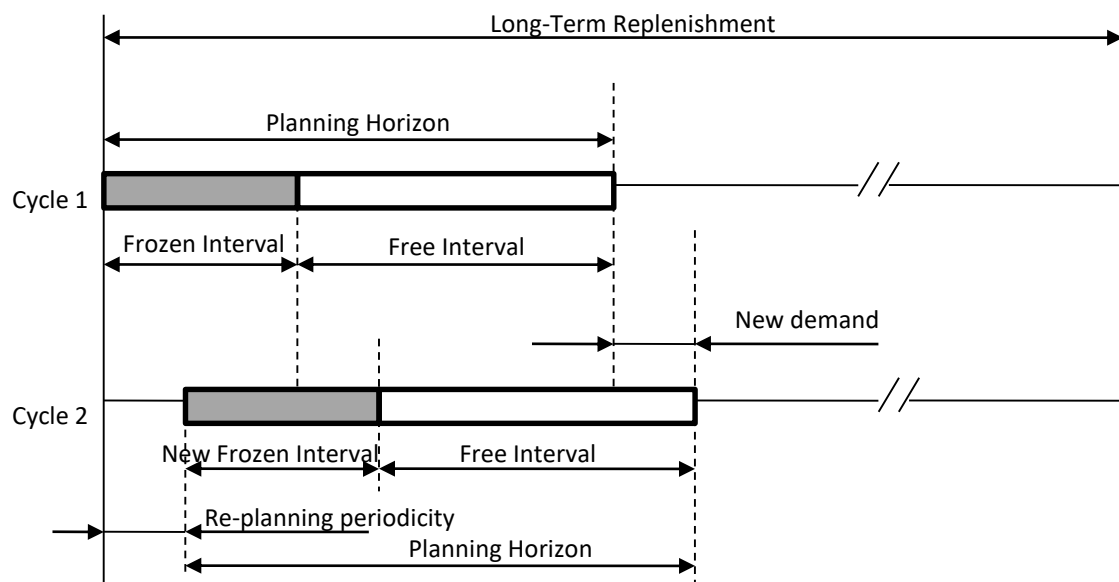 Long-Term Replenishment
Planning Horizon
Cycle 1
Frozen Interval
Free Interval
New demand
Cycle 2
New Frozen Interval
Free Interval
Re-planning periodicity
Planning Horizon